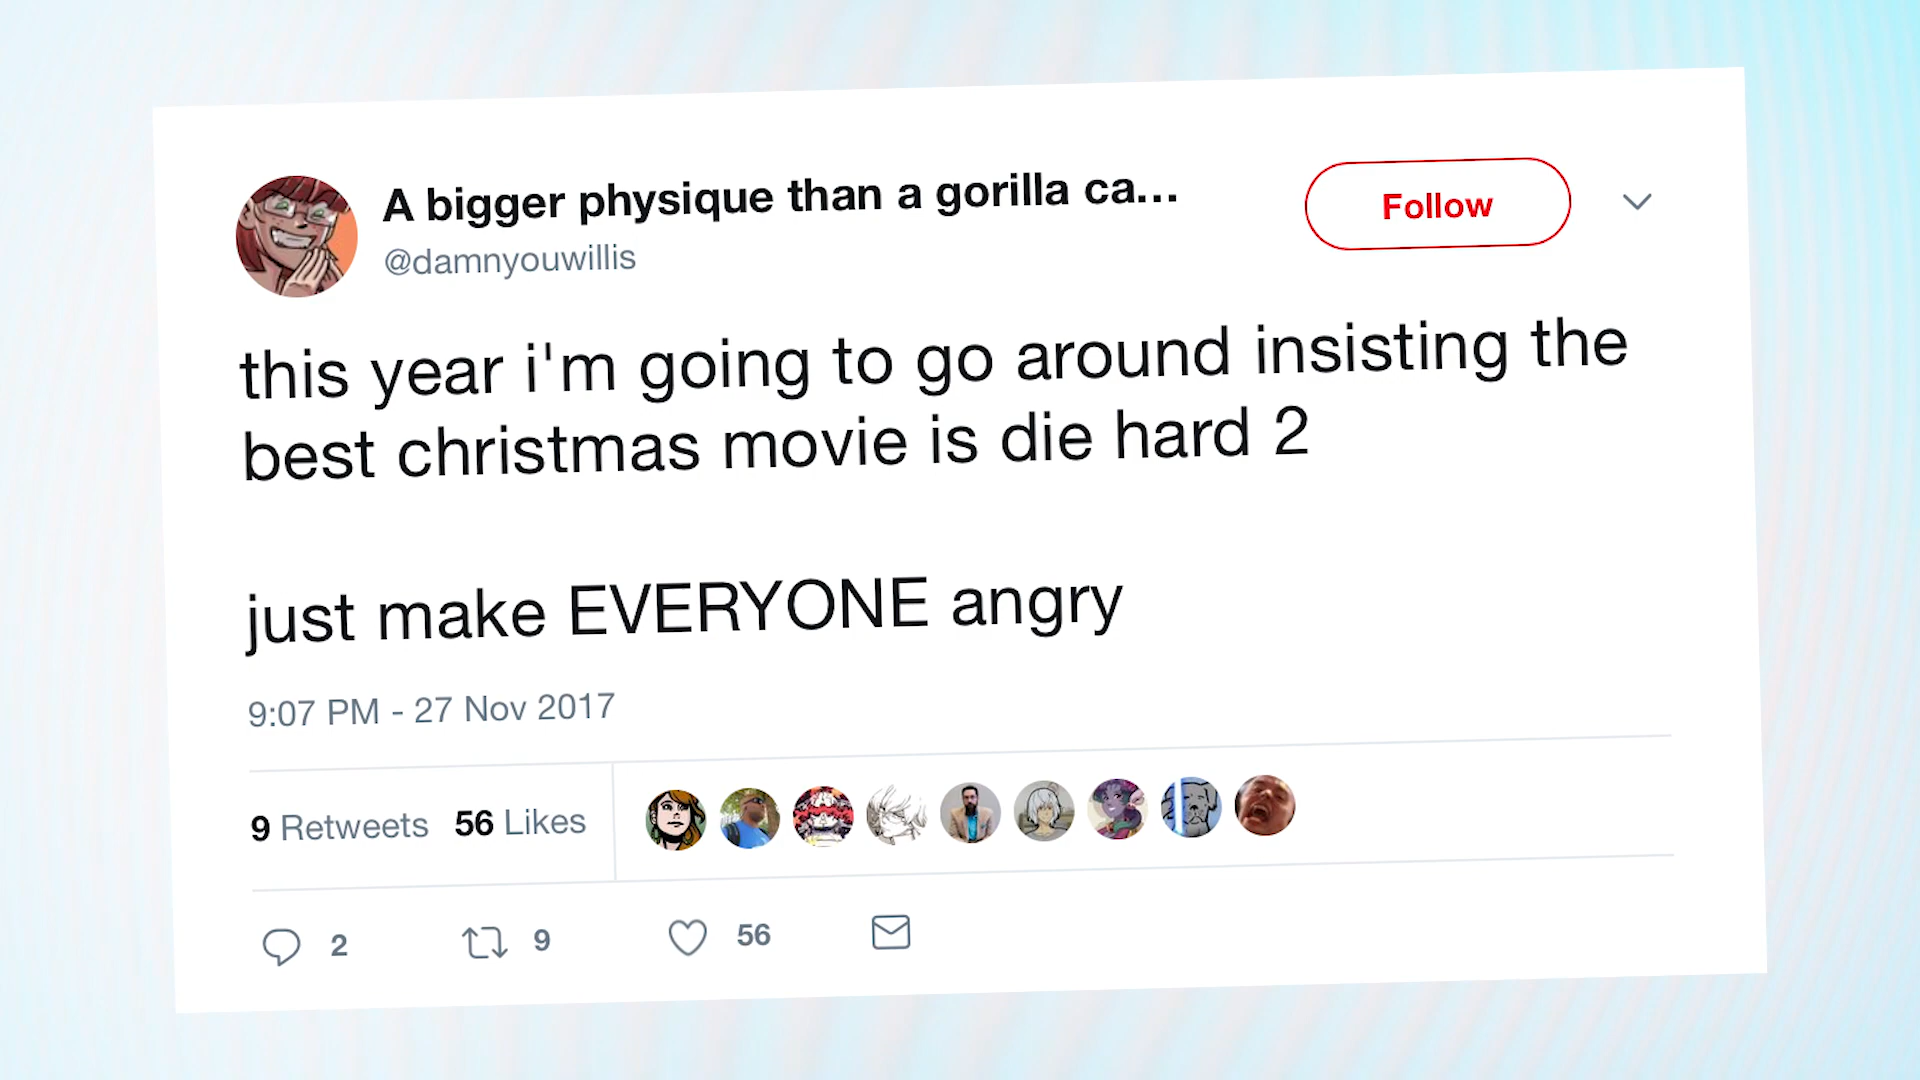 A bigger physique than a gorilla ca...
@damnyouwillis
Follow
this year i'm going to go around insisting the
best christmas movie is die hard 2
just make EVERYONE angry
9:07 PM - 27 Nov 2017
9 Retweets 56 Likes
2 9 56